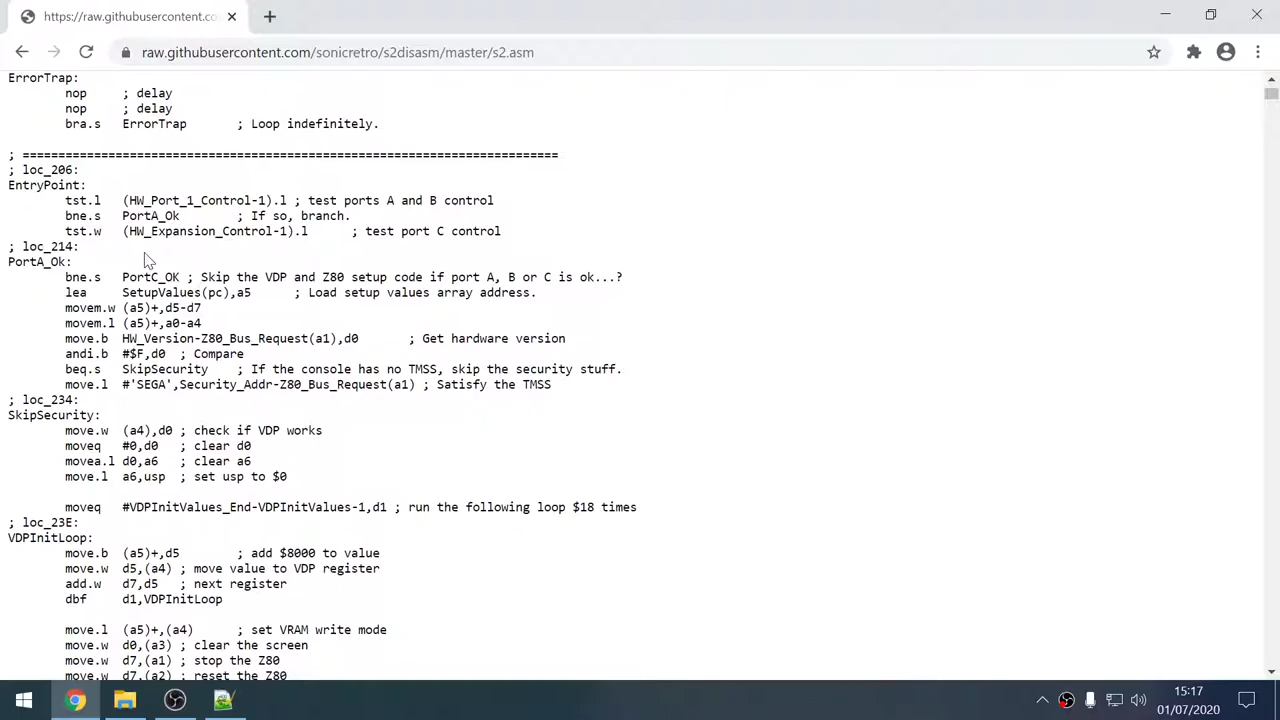 https://raw.githubusercontent.co
raw.githubusercontent.com/sonicretro/s2disasm/master/s2.asm
ErrorTrap:
nop ; delay
nop ; delay
bra.s ErrorTrap ; Loop indefinitely.
; ===========================================================================
; loc_206:
EntryPoint:
tst.l (HW_Port_1_Control-1).l ; test ports A and B control
bne.s PortA_Ok ; If so, branch.
tst.w (HW_Expansion_Control-1).l ; test port C control
; loc_214:
PortA_Ok:
bne.s PortC_OK ; Skip the VDP and Z80 setup code if port A, B or C is ok...?
lea SetupValues(pc),a5 ; Load setup values array address.
movem.w (a5)+,d5-d7
movem.l (a5)+,a0-a4
move.b HW_Version-Z80_Bus_Request(a1),d0 ; Get hardware version
andi.b #$F,d0 ; Compare
beq.s SkipSecurity ; If the console has no TMSS, skip the security stuff.
move.l #'SEGA',Security_Addr-Z80_Bus_Request(a1) ; Satisfy the TMSS
; loc_234:
SkipSecurity:
move.w (a4),d0 ; check if VDP works
moveq #0,d0 ; clear d0
movea.l d0,a6 ; clear a6
move.l a6,usp ; set usp to $0
moveq #VDPInitValues_End-VDPInitValues-1,d1 ; run the following loop $18 times
; loc_23E:
VDPInitLoop:
move.b (a5)+,d5 ; add $8000 to value
move.w d5,(a4) ; move value to VDP register
add.w d7,d5 ; next register
dbf d1,VDPInitLoop
move.l (a5)+,(a4) ; set VRAM write mode
move.w d0,(a3) ; clear the screen
move.w d7,(a1) ; stop the Z80
move.w d7,(a2) ; reset the Z80
15:17
01/07/2020